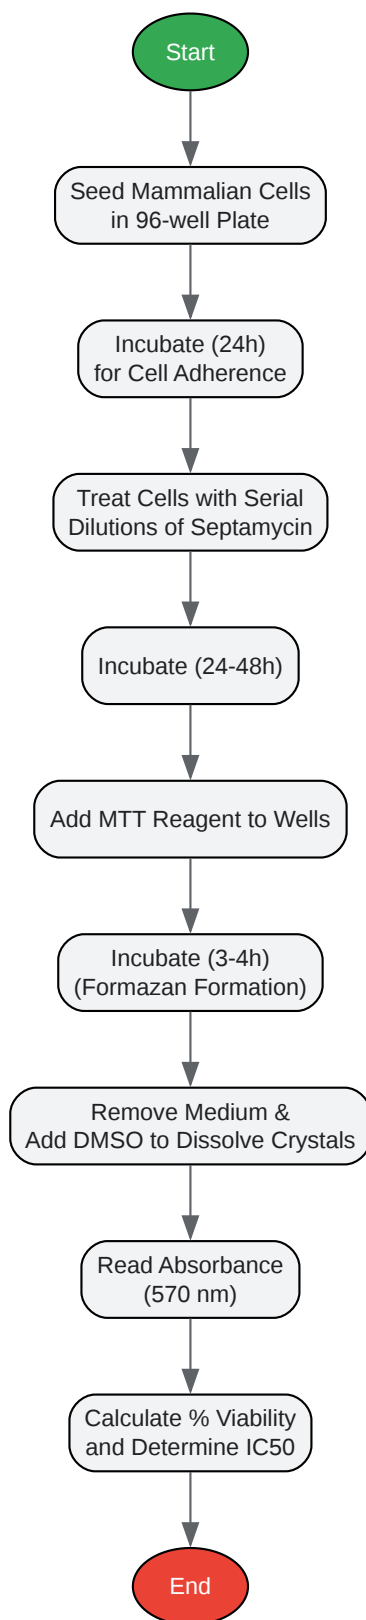 Start
Seed Mammalian Cells
in 96-well Plate
Incubate (24h)
for Cell Adherence
Treat Cells with Serial
Dilutions of Septamycin
Incubate (24-48h)
Add MTT Reagent to Wells
Incubate (3-4h)
(Formazan Formation)
Remove Medium &
Add DMSO to Dissolve Crystals
Read Absorbance
(570 nm)
Calculate % Viability
and Determine IC50
End